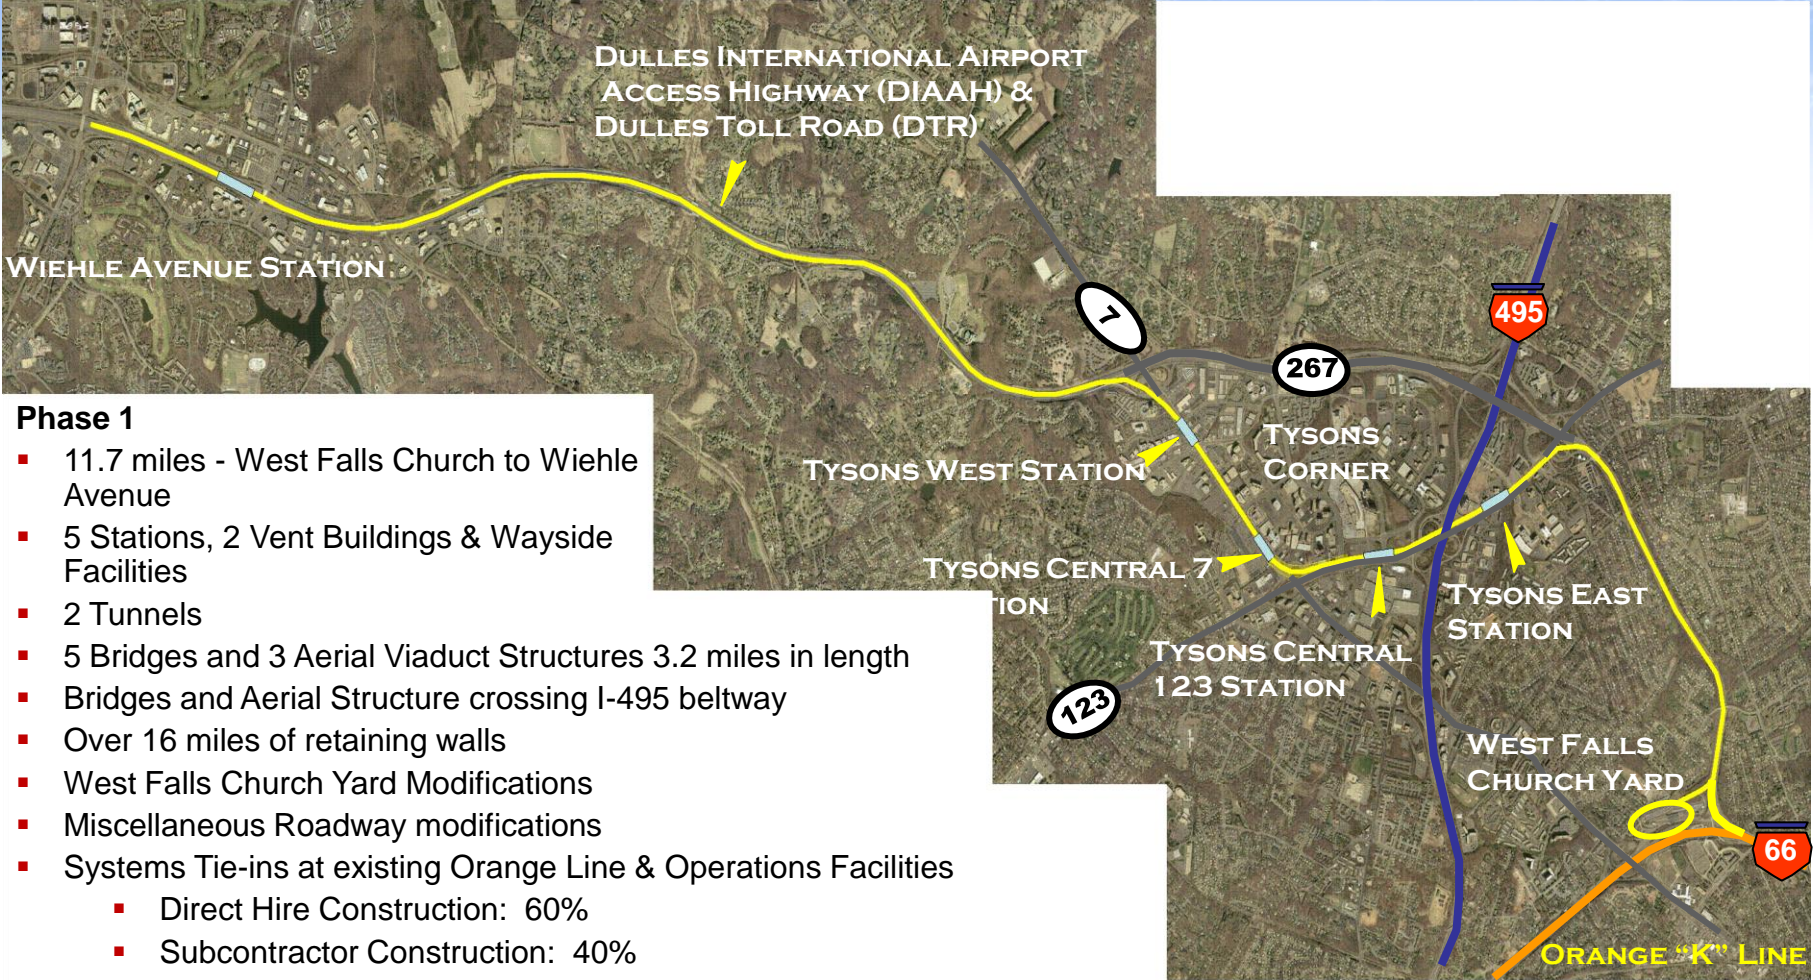 DULLES INTERNATIONAL AIRPORT
ACCESS HIGHWAY (DIAAH) &
DULLES TOLL ROAD (DTR)
WIEHLE AVENUE STATION
7
495
267
TYSONS
CORNER
TYSONS WEST STATION
TYSONS CENTRAL 7
TION
TYSONS EAST
STATION
TYSONS CENTRAL
123 STATION
123
WEST FALLS
CHURCH YARD
66
ORANGE “K” LINE
Phase 1
▪ 11.7 miles - West Falls Church to Wiehle
Avenue
▪ 5 Stations, 2 Vent Buildings & Wayside
Facilities
▪ 2 Tunnels
▪ 5 Bridges and 3 Aerial Viaduct Structures 3.2 miles in length
▪ Bridges and Aerial Structure crossing I-495 beltway
▪ Over 16 miles of retaining walls
▪ West Falls Church Yard Modifications
▪ Miscellaneous Roadway modifications
▪ Systems Tie-ins at existing Orange Line & Operations Facilities
▪ Direct Hire Construction: 60%
▪ Subcontractor Construction: 40%